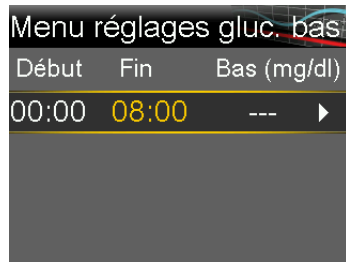 Menu réglages gluc. bas
Début Fin Bas (mg/dl)
00:00 08:00 ---